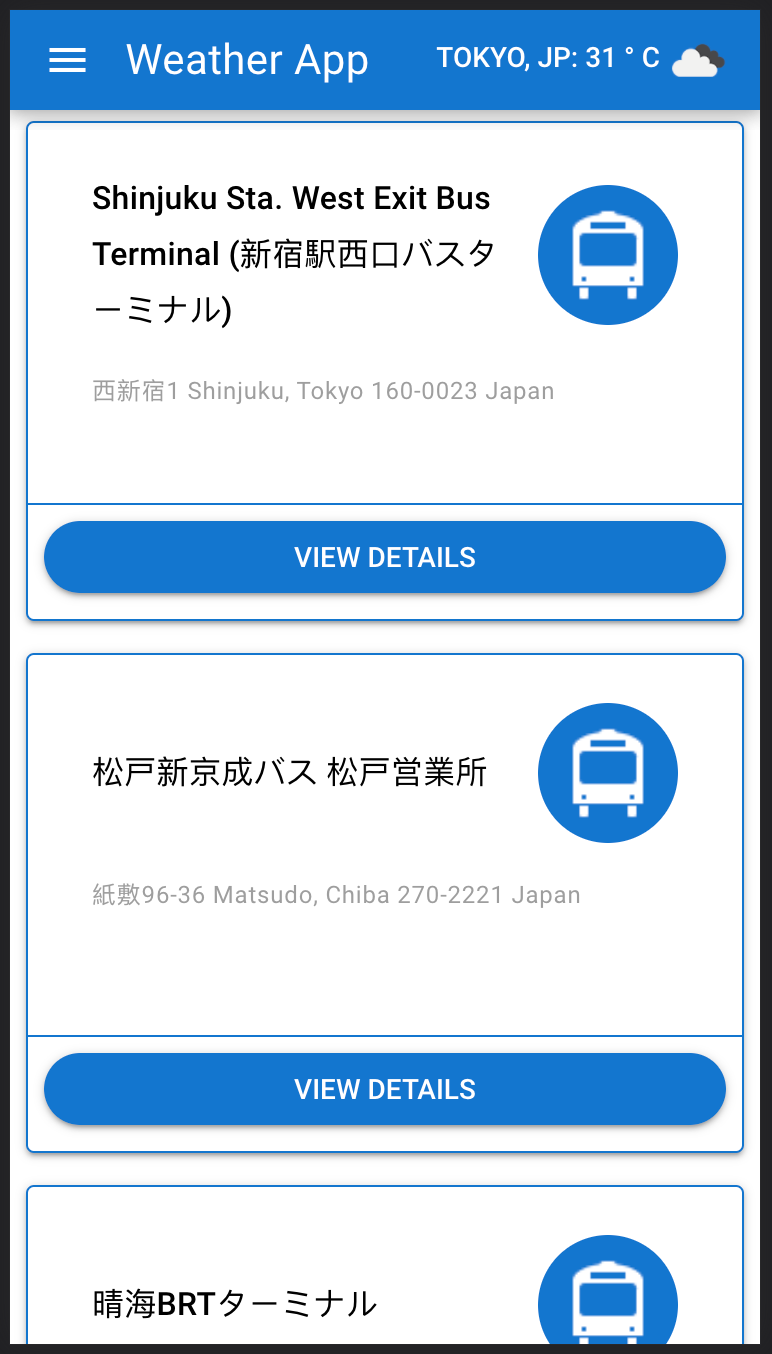 Weather App
TOKYO, JP: 31 ° C
Shinjuku Sta. West Exit Bus
Terminal (新宿駅西口バスタ
ーミナル)
西新宿1 Shinjuku, Tokyo 160-0023 Japan
VIEW DETAILS
松戸新京成バス 松戸営業所
紙敷96-36 Matsudo, Chiba 270-2221 Japan
VIEW DETAILS
晴海BRTターミナル